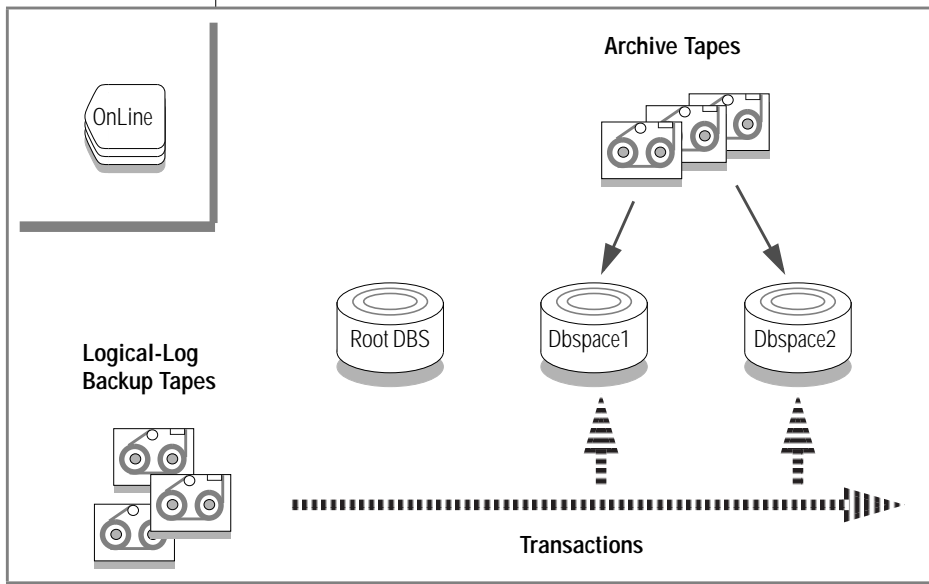 Archive Tapes
OnLine
Root DBS
Dbspace1
Dbspace2
Logical-Log
Backup Tapes
Transactions